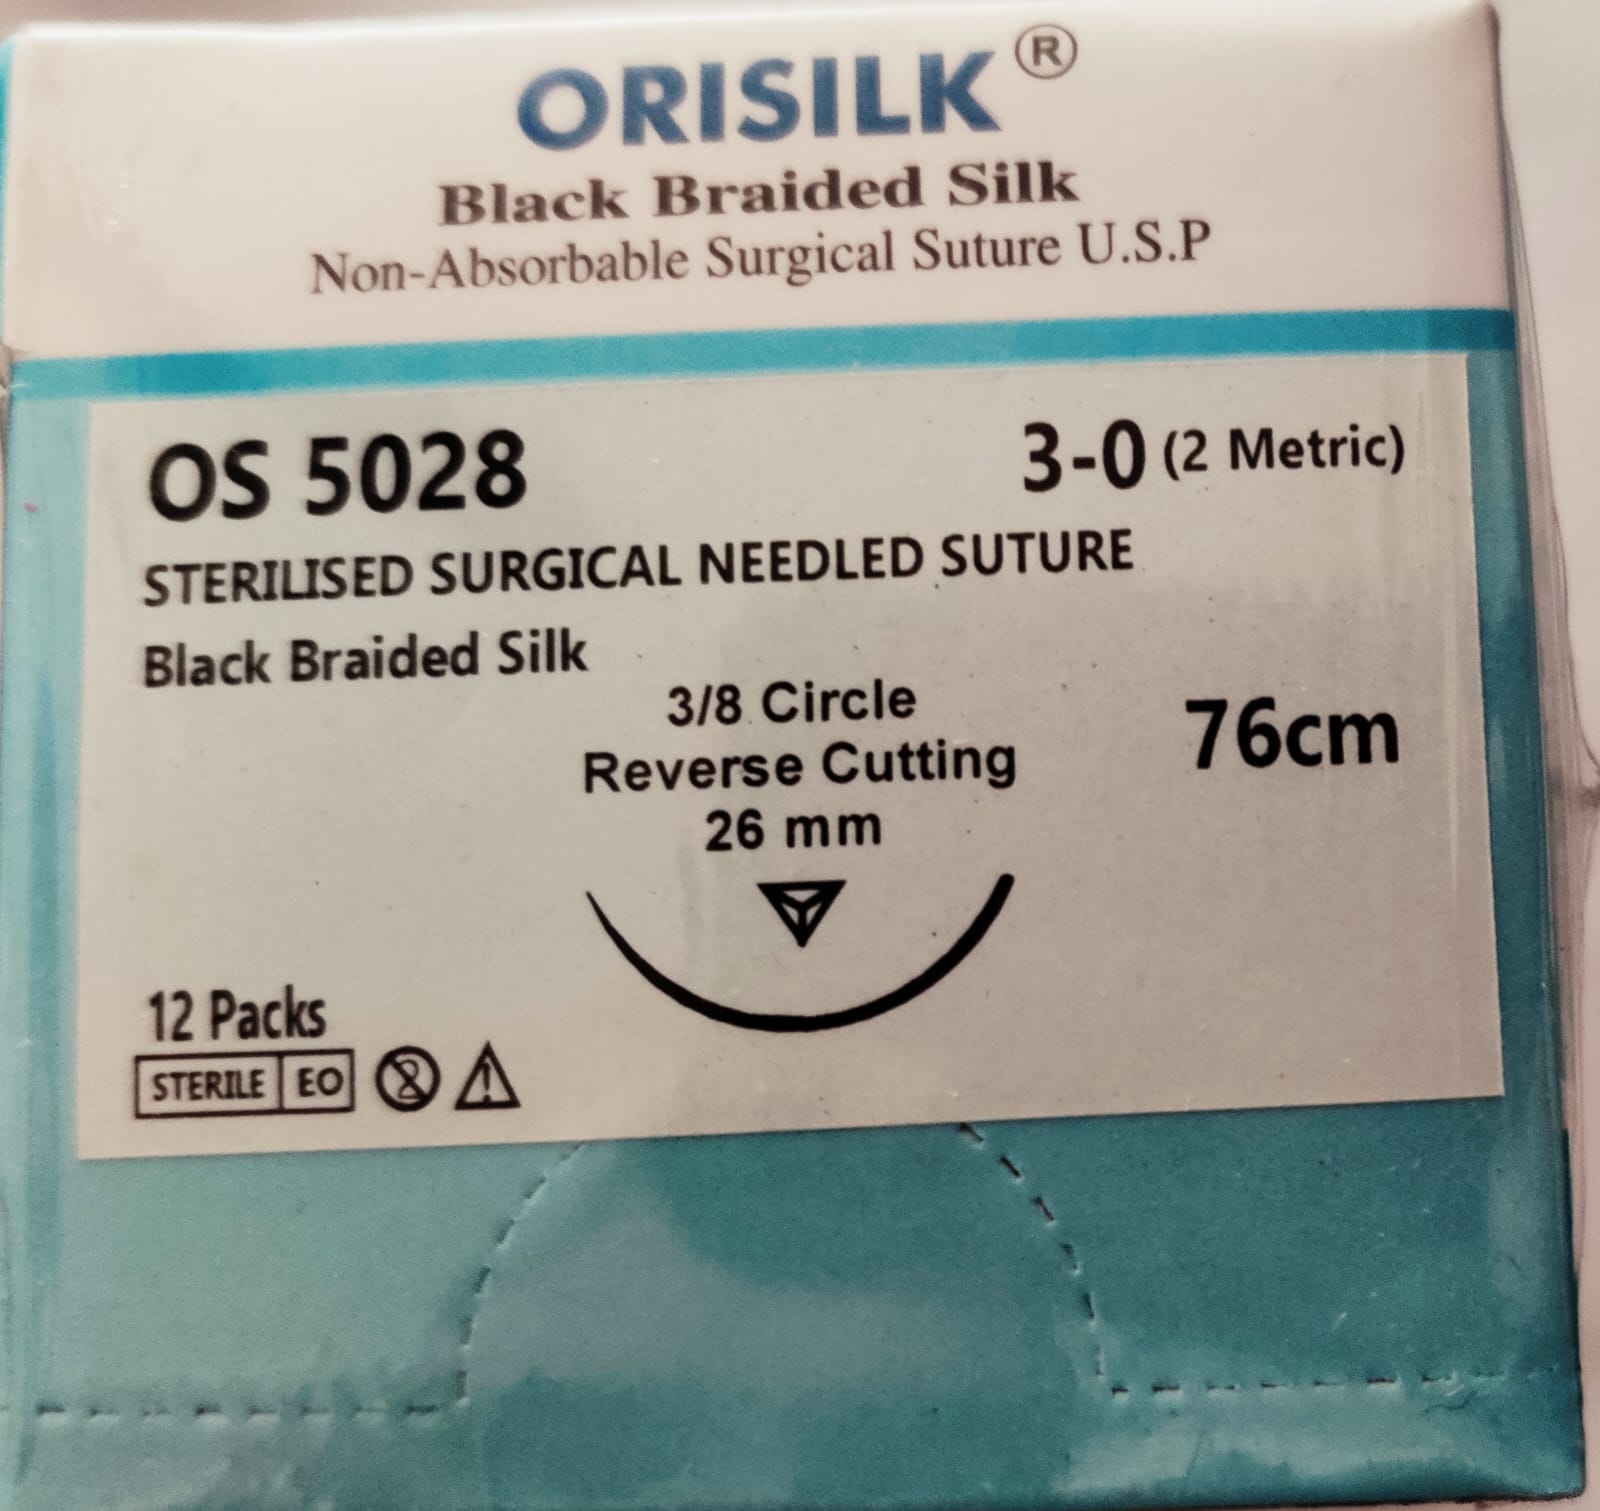 ORISILK ®
Black Braided Silk
Non-Absorbable Surgical Suture U.S.P
OS 5028
3-0 (2 Metric)
STERILISED SURGICAL NEEDLED SUTURE
Black Braided Silk
3/8 Circle
Reverse Cutting
26 mm
76cm
12 Packs
STERILE EO 2 !